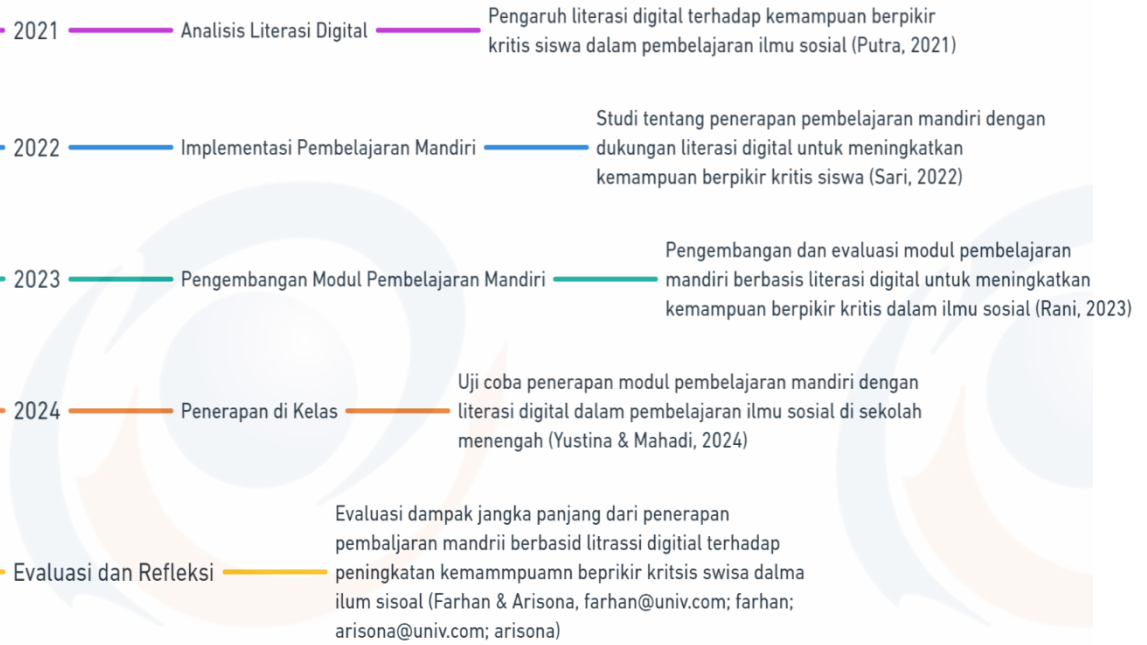 2021
Analisis Literasi Digital
Pengaruh literasi digital terhadap kemampuan berpikir
kritis siswa dalam pembelajaran ilmu sosial (Putra, 2021)
2022
Implementasi Pembelajaran Mandiri
Studi tentang penerapan pembelajaran mandiri dengan
dukungan literasi digital untuk meningkatkan
kemampuan berpikir kritis siswa (Sari, 2022)
2023
Pengembangan Modul Pembelajaran Mandiri
Pengembangan dan evaluasi modul pembelajaran
mandiri berbasis literasi digital untuk meningkatkan
kemampuan berpikir kritis dalam ilmu sosial (Rani, 2023)
2024
Penerapan di Kelas
Uji coba penerapan modul pembelajaran mandiri dengan
literasi digital dalam pembelajaran ilmu sosial di sekolah
menengah (Yustina & Mahadi, 2024)
Evaluasi dan Refleksi
Evaluasi dampak jangka panjang dari penerapan
pembaljaran mandrii berbasid litrassi digitial terhadap
peningkatan kemammpuamn beprikir kritsis swisa dalma
ilum sisoal (Farhan & Arisona, farhan@univ.com; farhan;
arisona@univ.com; arisona)